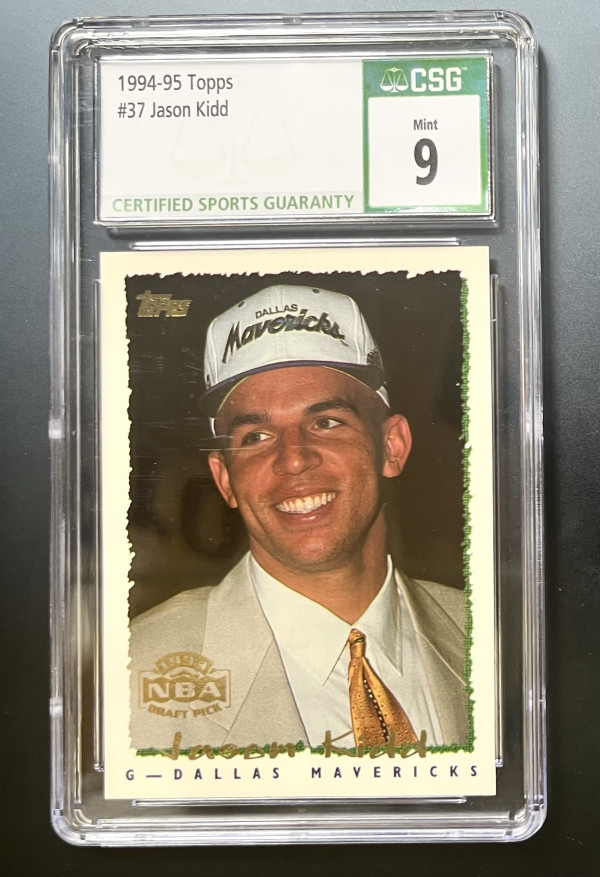 1994-95 Topps
#37 Jason Kidd
CERTIFIED SPORTS GUARANTY
CSG™
Mint
9
TOPPS
DALLAS
Mavericks
1994
NBA
DRAFT PICK
Jason Kidd
G—DALLAS MAVERICKS